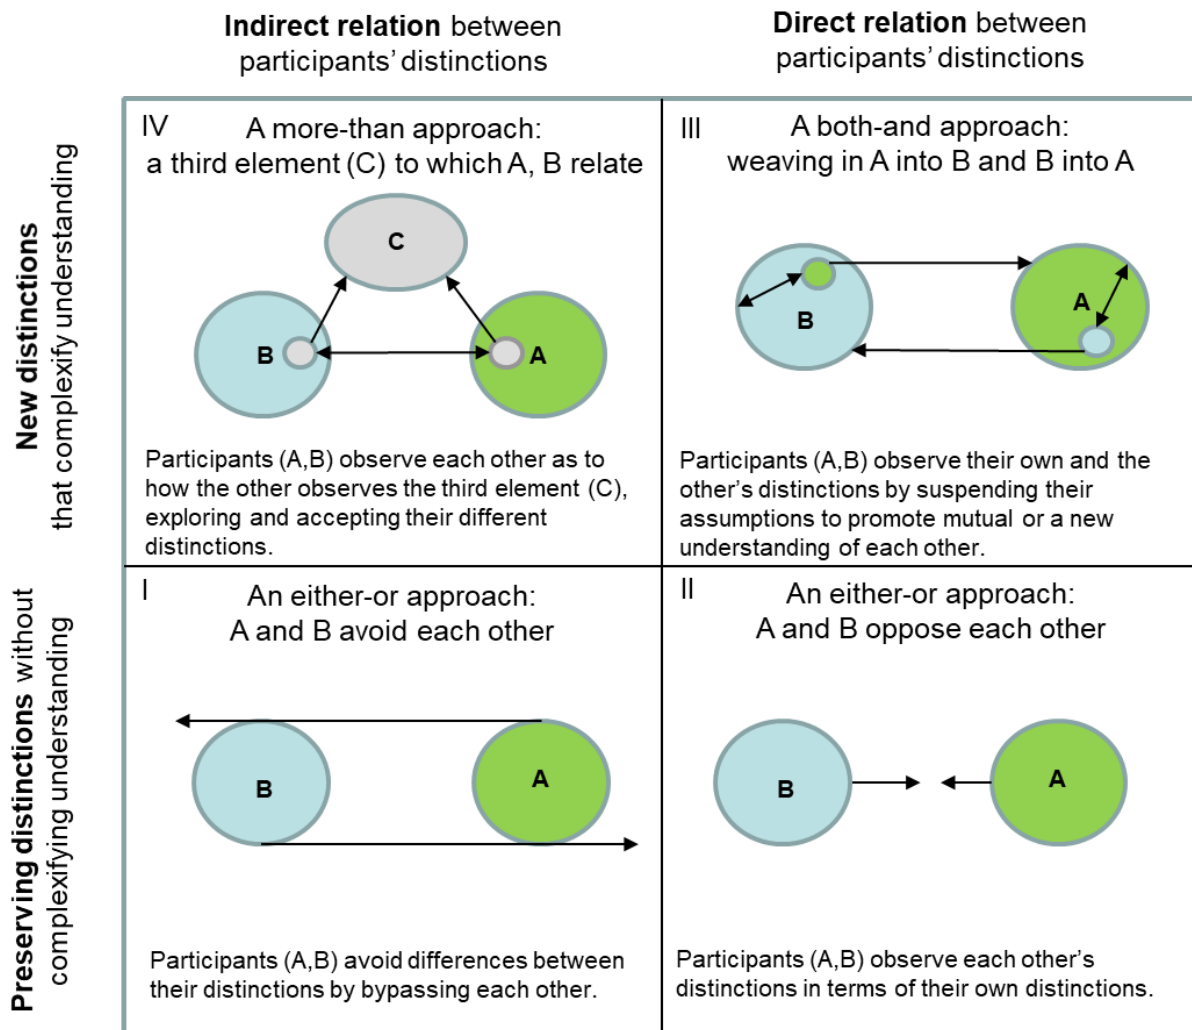 Indirect relation between
participants' distinctions
Direct relation between
participants' distinctions
New distinctions
that complexify understanding
IV
A more-than approach:
a third element (C) to which A, B relate
C
B
A
Participants (A,B) observe each other as to
how the other observes the third element (C),
exploring and accepting their different
distinctions.
III
A both-and approach:
weaving in A into B and B into A
B
A
Participants (A,B) observe their own and the
other's distinctions by suspending their
assumptions to promote mutual or a new
understanding of each other.
Preserving distinctions without
complexifying understanding
I
An either-or approach:
A and B avoid each other
B
A
Participants (A,B) avoid differences between
their distinctions by bypassing each other.
II
An either-or approach:
A and B oppose each other
B
A
Participants (A,B) observe each other's
distinctions in terms of their own distinctions.